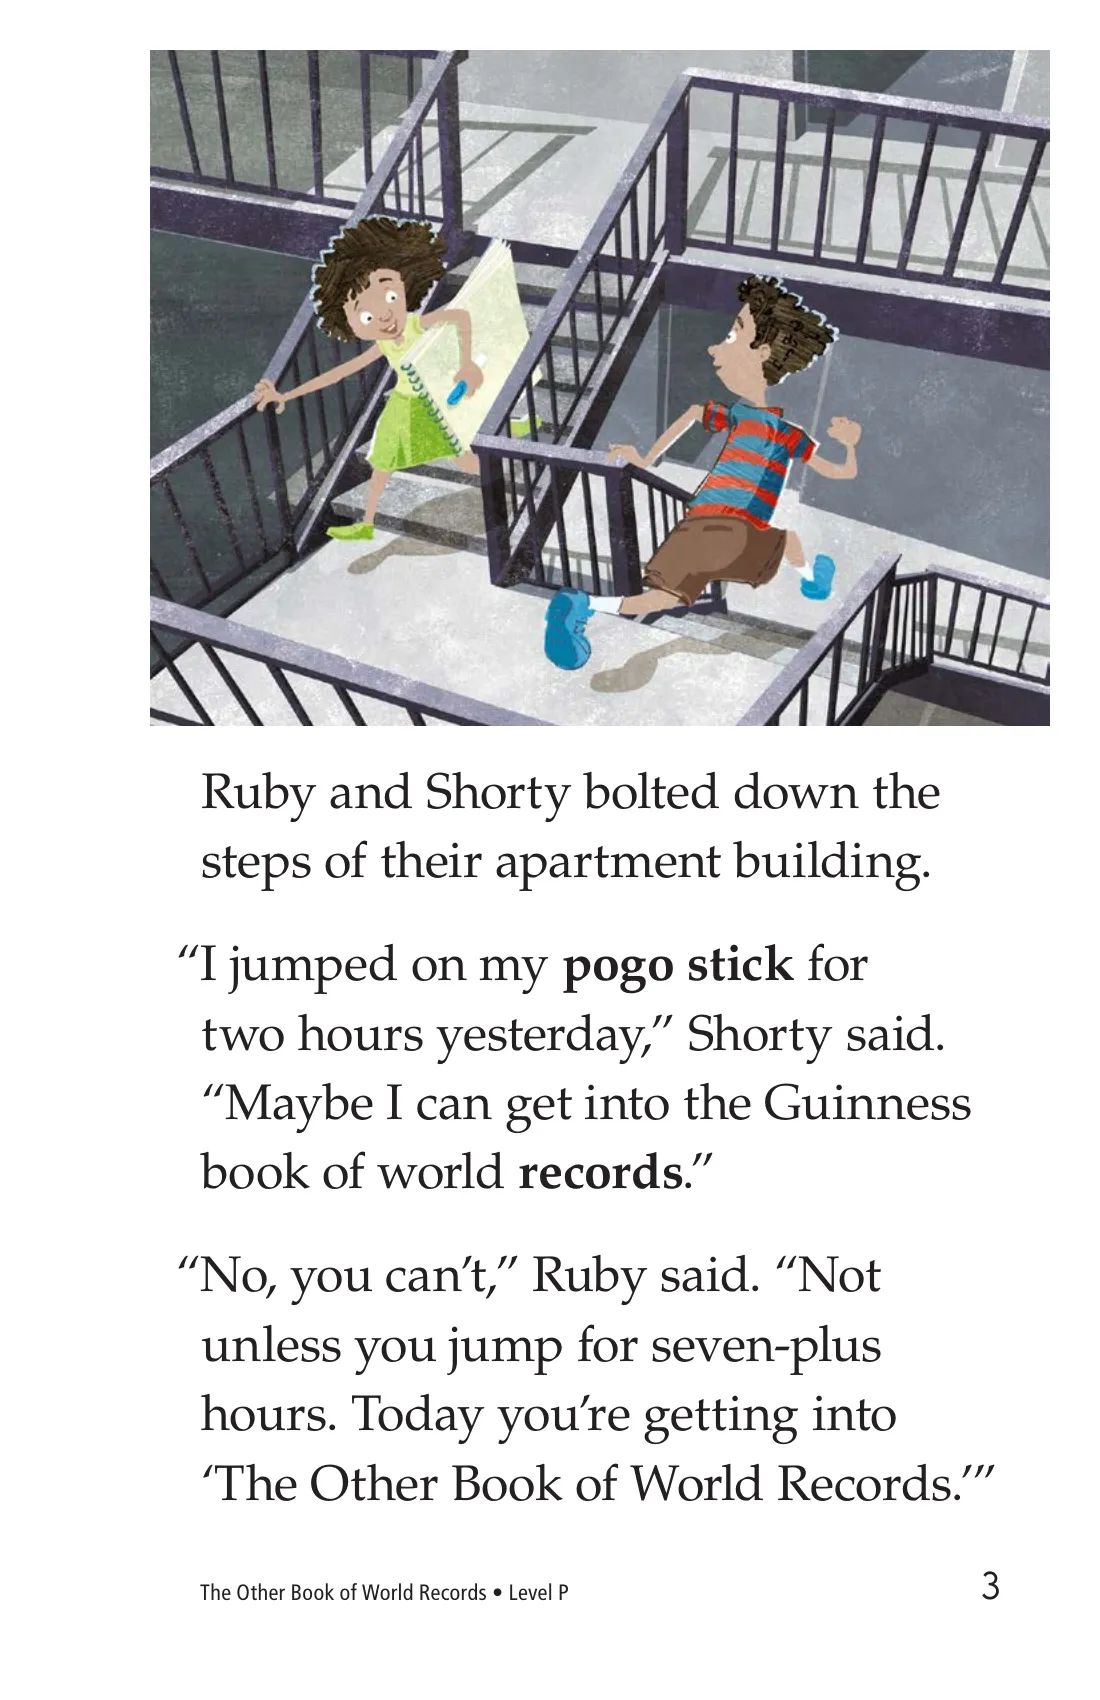 Ruby and Shorty bolted down the
steps of their apartment building.
“I jumped on my pogo stick for
two hours yesterday,” Shorty said.
“Maybe I can get into the Guinness
book of world records.”
“No, you can’t,” Ruby said. “Not
unless you jump for seven-plus
hours. Today you’re getting into
‘The Other Book of World Records.’”
The Other Book of World Records • Level P
3